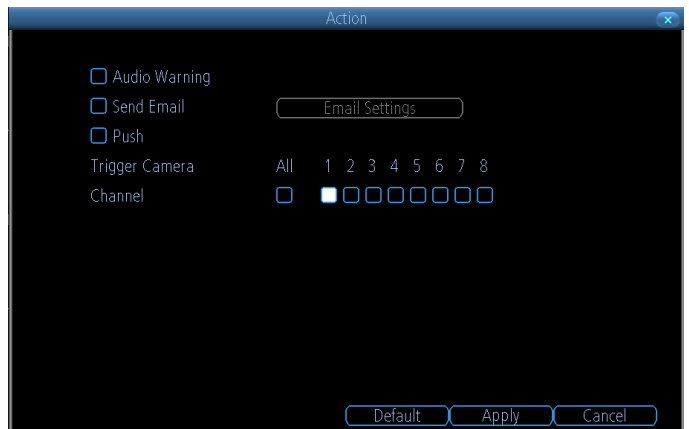 Action
Audio Warning
Send Email Email Settings
Push
Trigger Camera All 1 2 3 4 5 6 7 8
Channel
Default Apply Cancel